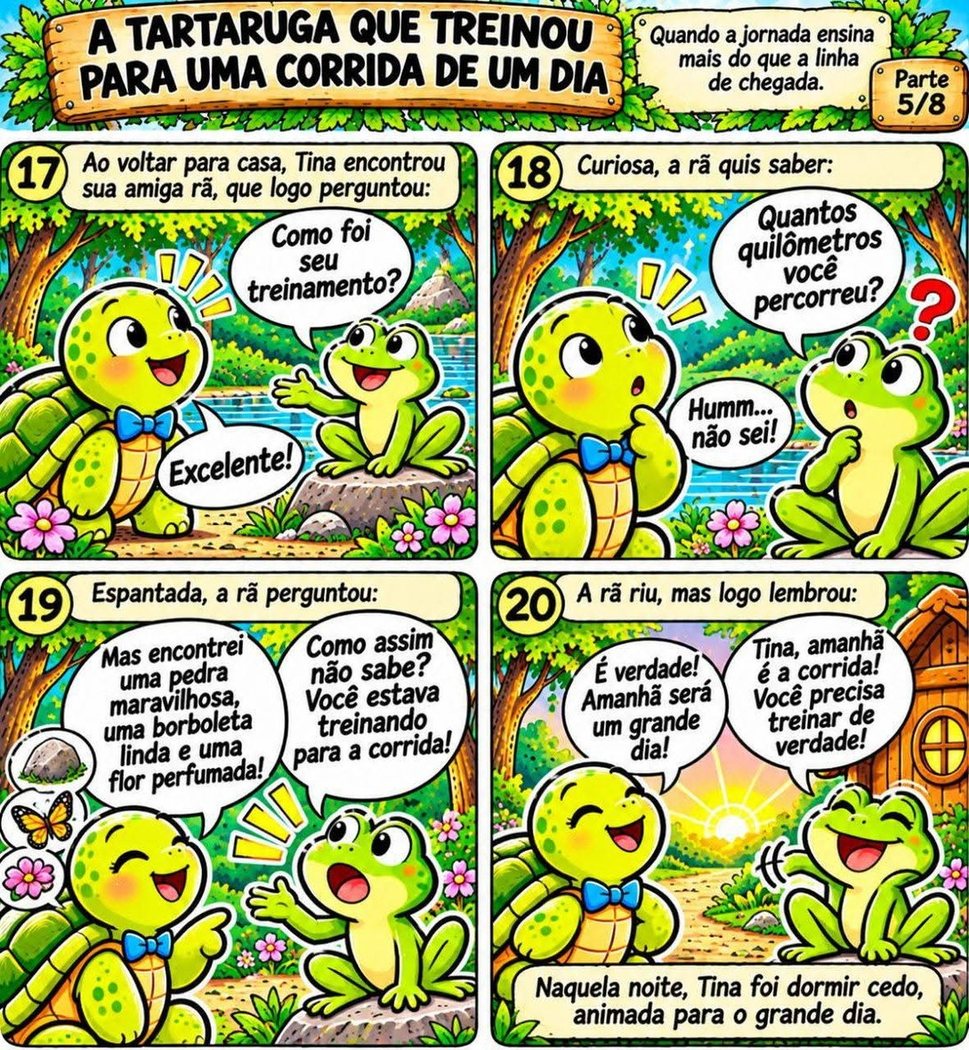 A TARTARUGA QUE TREINOU
PARA UMA CORRIDA DE UM DIA
Quando a jornada ensina
mais do que a linha
de chegada.
Parte
5/8
17
Ao voltar para casa, Tina encontrou
sua amiga rã, que logo perguntou:
Como foi
seu
treinamento?
Excelente!
18
Curiosa, a rã quis saber:
Quantos
quilômetros
você
percorreu?
?
Humm...
não sei!
19
Espantada, a rã perguntou:
Mas encontrei
uma pedra
maravilhosa,
uma borboleta
linda e uma
flor perfumada!
Como assim
não sabe?
Você estava
treinando
para a corrida!
20
A rã riu, mas logo lembrou:
É verdade!
Amanhã será
um grande
dia!
Tina, amanhã
é a corrida!
Você precisa
treinar de
verdade!
Naquela noite, Tina foi dormir cedo,
animada para o grande dia.